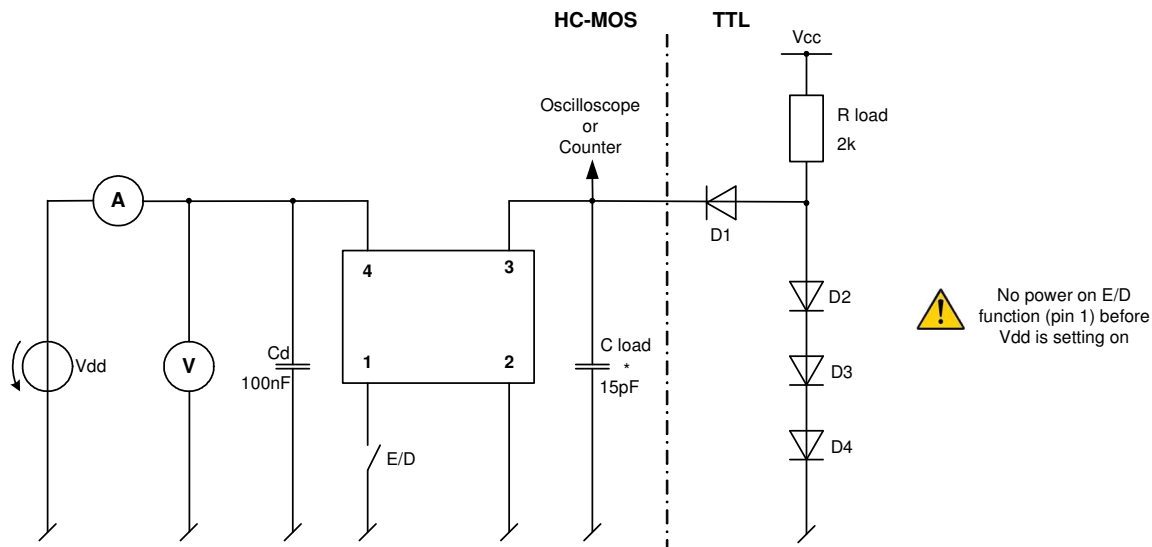 HC-MOS
TTL
Vcc
Oscilloscope
or
Counter
R load
2k
A
D1
4
3
D2
No power on E/D
function (pin 1) before
Vdd is setting on
Vdd
V
Cd
100nF
1
2
C load
*
15pF
D3
D4
E/D